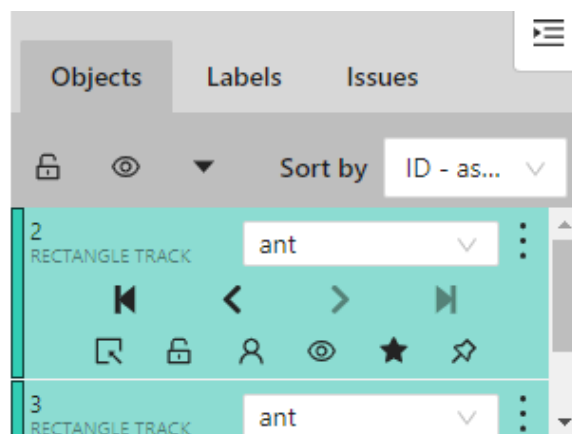 Objects Labels Issues
Sort by ID - as...
2
RECTANGLE TRACK
ant
3
RECTANGLE TRACK
ant